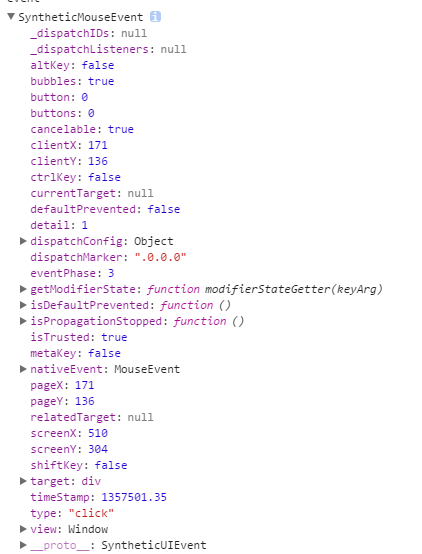 SyntheticMouseEvent i
_dispatchIDs: null
_dispatchListeners: null
altKey: false
bubbles: true
button: 0
buttons: 0
cancelable: true
clientX: 171
clientY: 136
ctrlKey: false
currentTarget: null
defaultPrevented: false
detail: 1
dispatchConfig: Object
dispatchMarker: ".0.0.0"
eventPhase: 3
getModifierState: function modifierStateGetter(keyArg)
isDefaultPrevented: function ()
isPropagationStopped: function ()
isTrusted: true
metaKey: false
nativeEvent: MouseEvent
pageX: 171
pageY: 136
relatedTarget: null
screenX: 510
screenY: 304
shiftKey: false
target: div
timeStamp: 1357501.35
type: "click"
view: Window
__proto__: SyntheticUIEvent